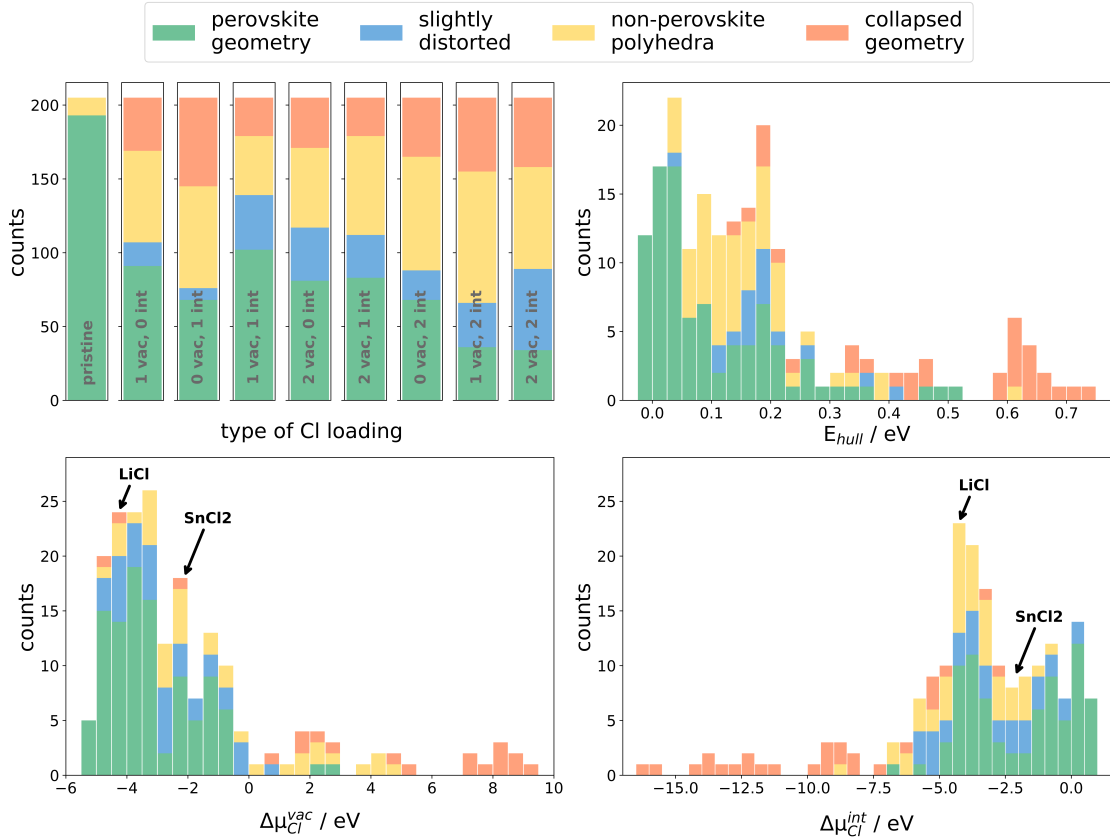 perovskite geometry
slightly distorted
non-perovskite polyhedra
collapsed geometry
counts
200
150
100
50
0
pristine
1 vac, 0 int
0 vac, 1 int
1 vac, 1 int
2 vac, 0 int
2 vac, 1 int
0 vac, 2 int
1 vac, 2 int
2 vac, 2 int
type of Cl loading
counts
20
15
10
5
0
0.0 0.1 0.2 0.3 0.4 0.5 0.6 0.7
E_hull / eV
counts
25
20
15
10
5
0
LiCl
SnCl2
−6 −4 −2 0 2 4 6 8 10
Δμ_Cl^vac / eV
counts
25
20
15
10
5
0
LiCl
SnCl2
−15.0 −12.5 −10.0 −7.5 −5.0 −2.5 0.0
Δμ_Cl^int / eV